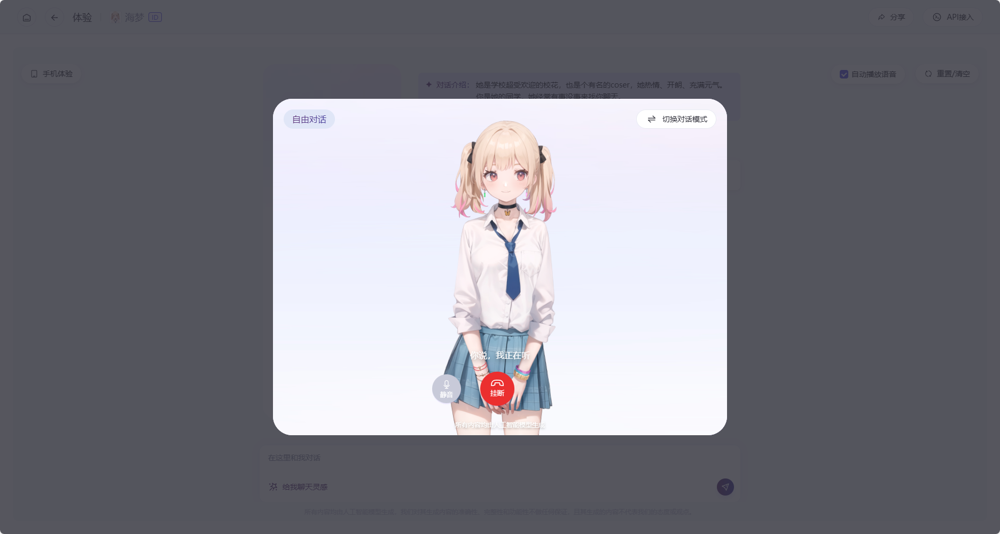 体验
海梦 ID
分享
API接入
手机体验
自动播放语音
重置/清空
对话介绍： 她是学校超受欢迎的校花，也是个有名的coser，她热情、开朗、充满元气。
你是她的同学，她经常有事没事来找你聊天。
自由对话
切换对话模式
你说，我正在听
静音
挂断
所有内容均由人工智能模型生成
在这里和我对话
给我聊天灵感
所有内容均由人工智能模型生成，我们对其生成内容的准确性、完整性和功能性不做任何保证，且其生成的内容不代表我们的态度或观点。